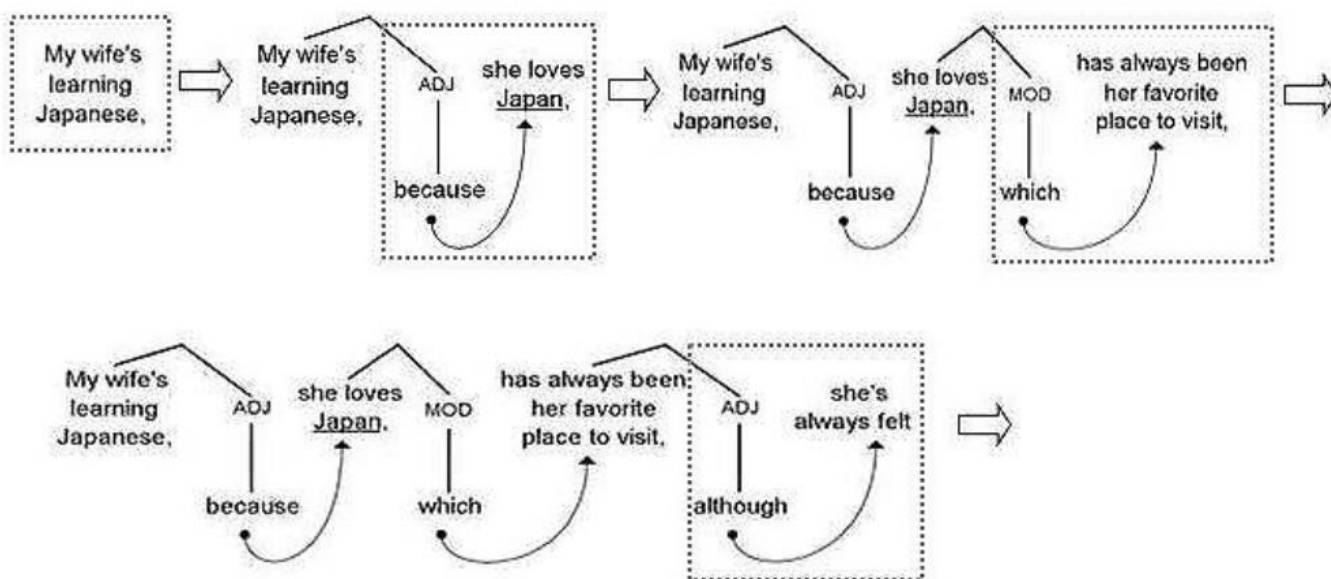 My wife's
learning
Japanese,
My wife's
learning
Japanese,
ADJ
because
she loves
Japan,
My wife's
learning
Japanese,
ADJ
because
she loves
Japan,
MOD
which
has always been
her favorite
place to visit,
My wife's
learning
Japanese,
ADJ
because
she loves
Japan,
MOD
which
has always been
her favorite
place to visit,
ADJ
although
she's
always felt